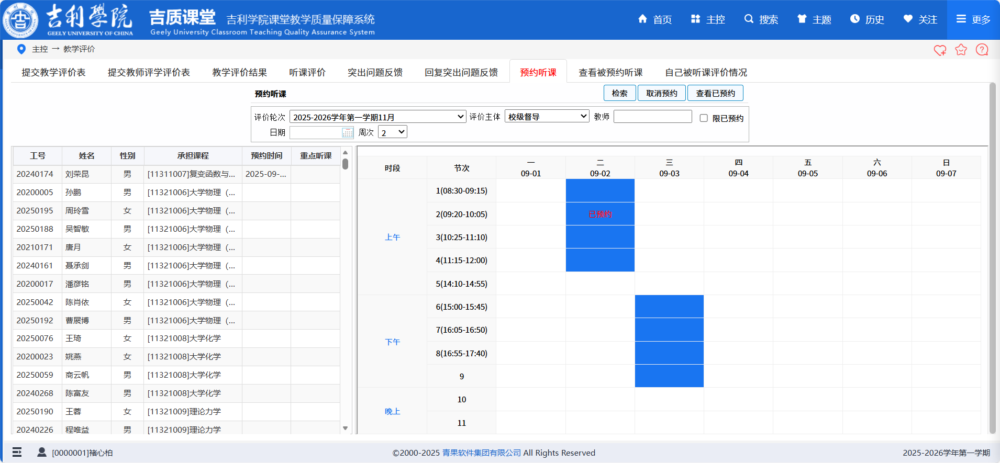 吉利學院
GEELY UNIVERSITY OF CHINA
吉质课堂 吉利学院课堂教学质量保障系统
Geely University Classroom Teaching Quality Assurance System
首页 主控 搜索 主题 历史 关注 更多
主控 → 教学评价
提交教学评价表 提交教师评学评价表 教学评价结果 听课评价 突出问题反馈 回复突出问题反馈 预约听课 查看被预约听课 自己被听课评价情况
预约听课 检索 取消预约 查看已预约
评价轮次 2025-2026学年第一学期11月 评价主体 校级督导 教师 限已预约
日期 周次 2
工号 姓名 性别 承担课程 预约时间 重点听课
20240174 刘荣昆 男 [11311007]复变函数与... 2025-09-...
20200005 孙鹏 男 [11321006]大学物理（...
20250195 周玲雪 女 [11321006]大学物理（...
20250188 吴智敏 男 [11321006]大学物理（...
20210171 唐月 女 [11321006]大学物理（...
20240161 聂承剑 男 [11321006]大学物理（...
20200017 潘彦铭 男 [11321006]大学物理（...
20250042 陈肖依 女 [11321006]大学物理（...
20250192 曹展博 男 [11321006]大学物理（...
20250076 王琦 女 [11321008]大学化学
20200023 姚燕 女 [11321008]大学化学
20250059 商云帆 男 [11321008]大学化学
20240268 陈富友 男 [11321008]大学化学
20250190 王蓉 女 [11321009]理论力学
20240226 程唯益 男 [11321009]理论力学
时段 节次 一 二 三 四 五 六 日
09-01 09-02 09-03 09-04 09-05 09-06 09-07
1(08:30-09:15)
2(09:20-10:05) 已预约
上午 3(10:25-11:10)
4(11:15-12:00)
5(14:10-14:55)
6(15:00-15:45)
7(16:05-16:50)
下午
8(16:55-17:40)
9
10
晚上
11
[0000001]褚心柏 ©2000-2025 青果软件集团有限公司 All Rights Reserved 2025-2026学年第一学期